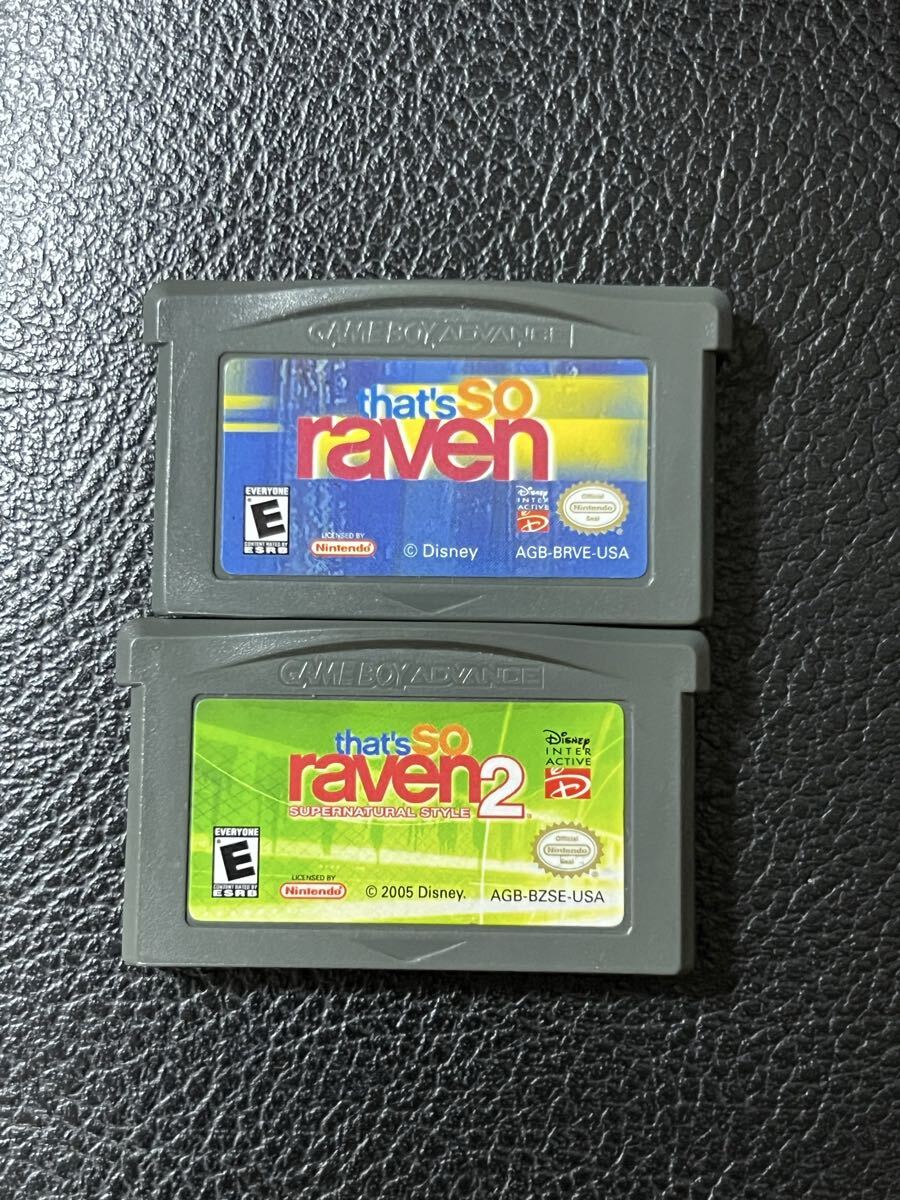 GAME BOY ADVANCE
that's so
raven
EVERYONE
E
CONTENT RATED BY
ESRB
LICENSED BY
Nintendo
© Disney
Disney
INTER
ACTIVE
Official
Nintendo
Seal
AGB-BRVE-USA
GAME BOY ADVANCE
that's so
raven 2
SUPERNATURAL STYLE
Disney
INTER
ACTIVE
EVERYONE
E
CONTENT RATED BY
ESRB
LICENSED BY
Nintendo
© 2005 Disney.
Official
Nintendo
Seal
AGB-BZSE-USA